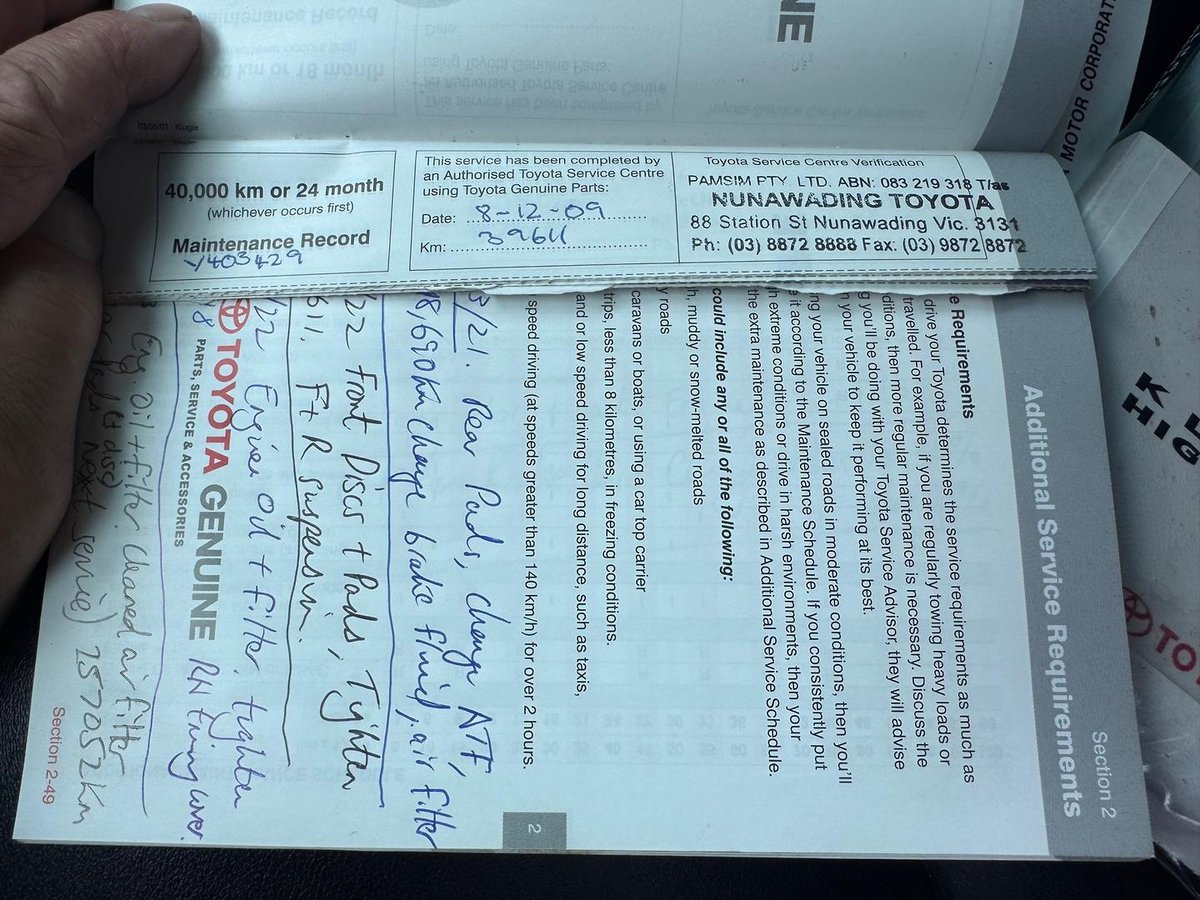 40,000 km or 24 month
(whichever occurs first)
Maintenance Record
V403429
This service has been completed by
an Authorised Toyota Service Centre
using Toyota Genuine Parts:
Date: 8-12-09
Km: 39611
Toyota Service Centre Verification
PAMSIM PTY. LTD. ABN: 083 219 318 T/as
NUNAWADING TOYOTA
88 Station St Nunawading Vic. 3131
Ph: (03) 8872 8888 Fax: (03) 9872 8872
Section 2
Additional Service Requirements
e Requirements
drive your Toyota determines the service requirements as much as
travelled. For example, if you are regularly towing heavy loads or
ditions, then more regular maintenance is necessary. Discuss the
g you'll be doing with your Toyota Service Advisor, they will advise
your vehicle to keep it performing at its best.
ng your vehicle on sealed roads in moderate conditions, then you'll
it according to the Maintenance Schedule. If you consistently put
extreme conditions or drive in harsh environments, then your
the extra maintenance as described in Additional Service Schedule.
could include any or all of the following:
h, muddy or snow-melted roads
y roads
caravans or boats, or using a car top carrier
trips, less than 8 kilometres, in freezing conditions.
and or low speed driving for long distance, such as taxis,
speed driving (at speeds greater than 140 km/h) for over 2 hours.
2
3/21. Rear Pads, change ATF,
8,690km change brake fluid, air filter
/22 Font Discs + Pads, Tighten
611. F+R suspension.
/22 Engine Oil + filter, tighten
8 RH timing cover.
TOYOTA GENUINE
PARTS, SERVICE & ACCESSORIES
Eng. oil + filter. cleaned air filter
next service) 257052km
Section 2-49
MOTOR CORPORAT
NE